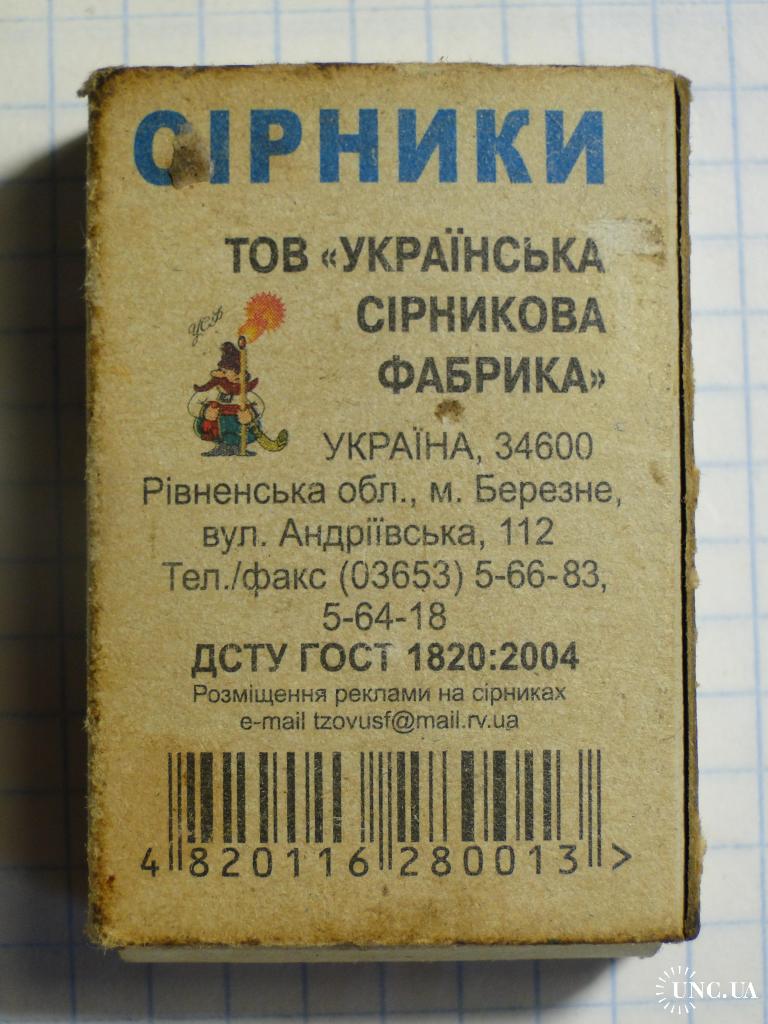 СІРНИКИ
ТОВ «УКРАЇНСЬКА
СІРНИКОВА
ФАБРИКА»
УСФ
УКРАЇНА, 34600
Рівненська обл., м. Березне,
вул. Андріївська, 112
Тел./факс (03653) 5-66-83,
5-64-18
ДСТУ ГОСТ 1820:2004
Розміщення реклами на сірниках
e-mail tzovusf@mail.rv.ua
4 820116 280013 >
UNC.UA